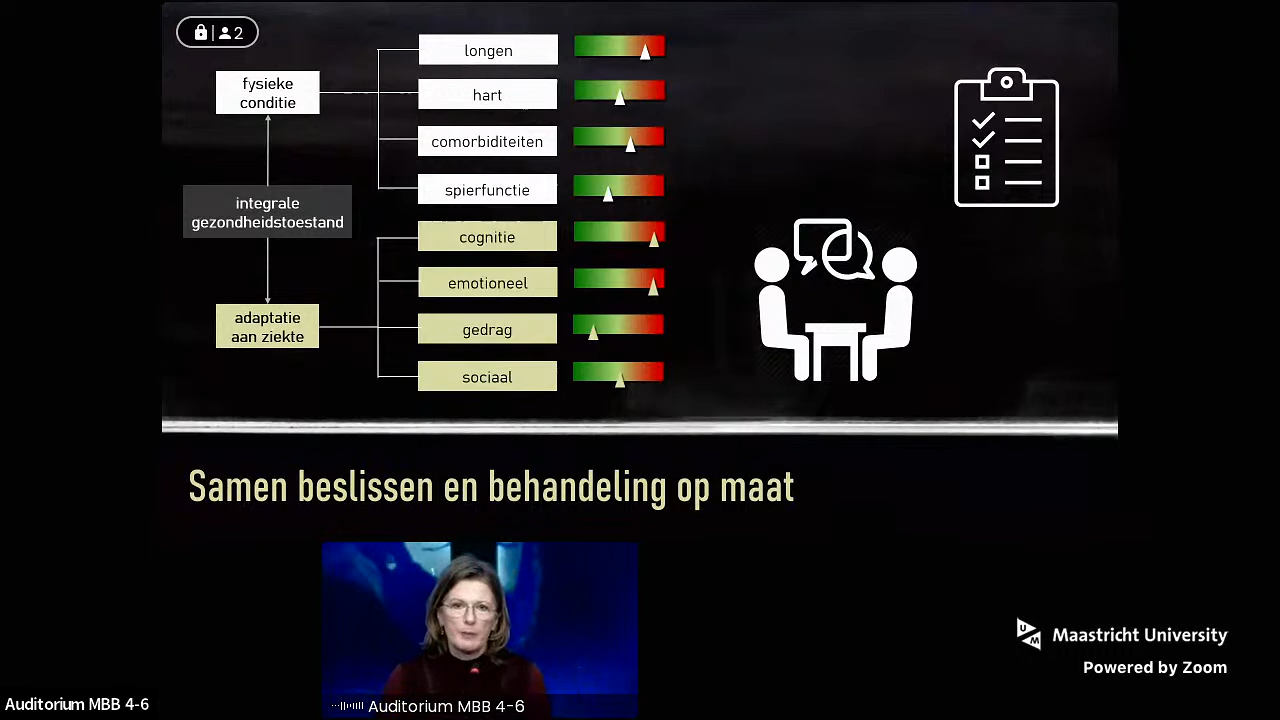 2
longen
fysieke
conditie
hart
comorbiditeiten
spierfunctie
integrale
gezondheidstoestand
cognitie
emotioneel
adaptatie
aan ziekte
gedrag
sociaal
Samen beslissen en behandeling op maat
UM
Maastricht University
Powered by Zoom
Auditorium MBB 4-6
Auditorium MBB 4-6